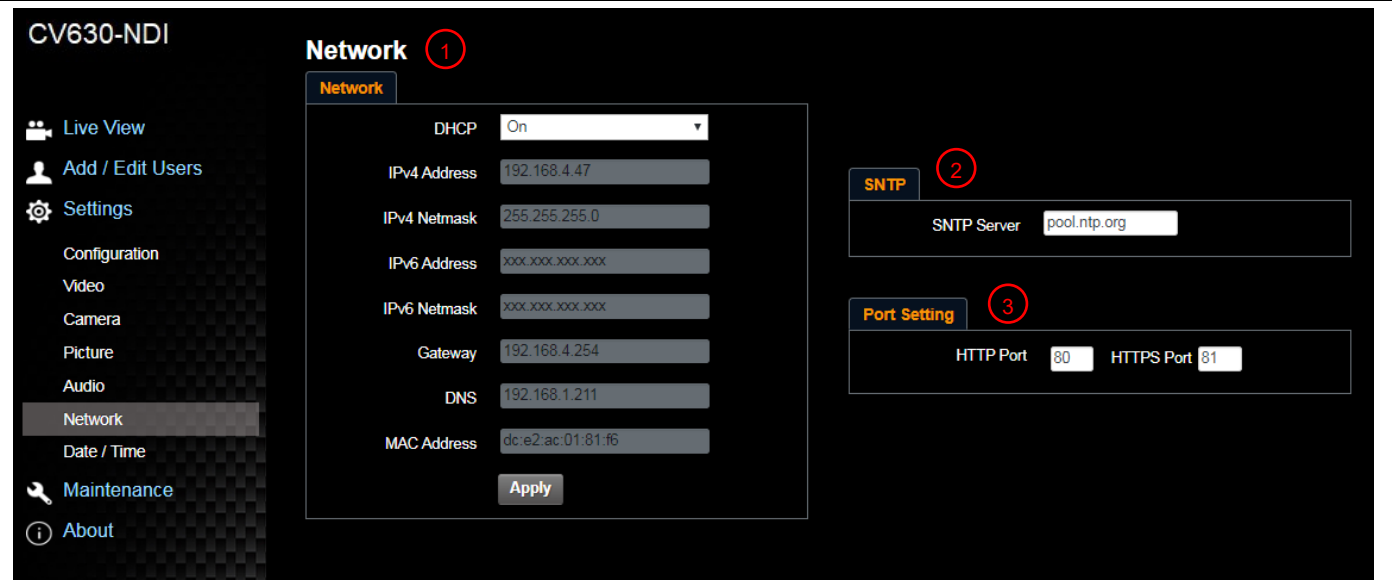 CV630-NDI
Live View
Add / Edit Users
Settings
Configuration
Video
Camera
Picture
Audio
Network
Date / Time
Maintenance
About
Network 1
Network
DHCP On
IPv4 Address 192.168.4.47
IPv4 Netmask 255.255.255.0
IPv6 Address xxx.xxx.xxx.xxx
IPv6 Netmask xxx.xxx.xxx.xxx
Gateway 192.168.4.254
DNS 192.168.1.211
MAC Address dc:e2:ac:01:81:f6
Apply
SNTP 2
SNTP Server pool.ntp.org
Port Setting 3
HTTP Port 80 HTTPS Port 81